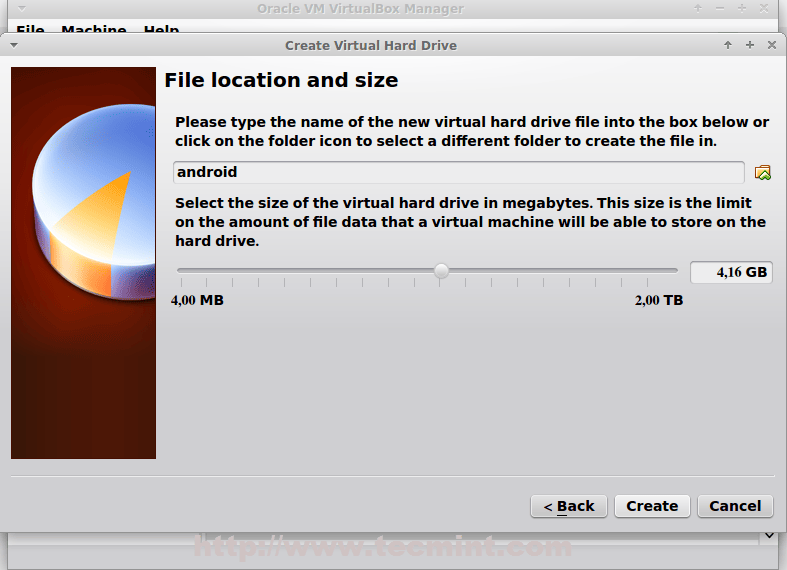 Oracle VM VirtualBox Manager
File Machine Help
Create Virtual Hard Drive
File location and size
Please type the name of the new virtual hard drive file into the box below or
click on the folder icon to select a different folder to create the file in.
android
Select the size of the virtual hard drive in megabytes. This size is the limit
on the amount of file data that a virtual machine will be able to store on the
hard drive.
4,16 GB
4,00 MB 2,00 TB
< Back Create Cancel
http://www.tecmint.com